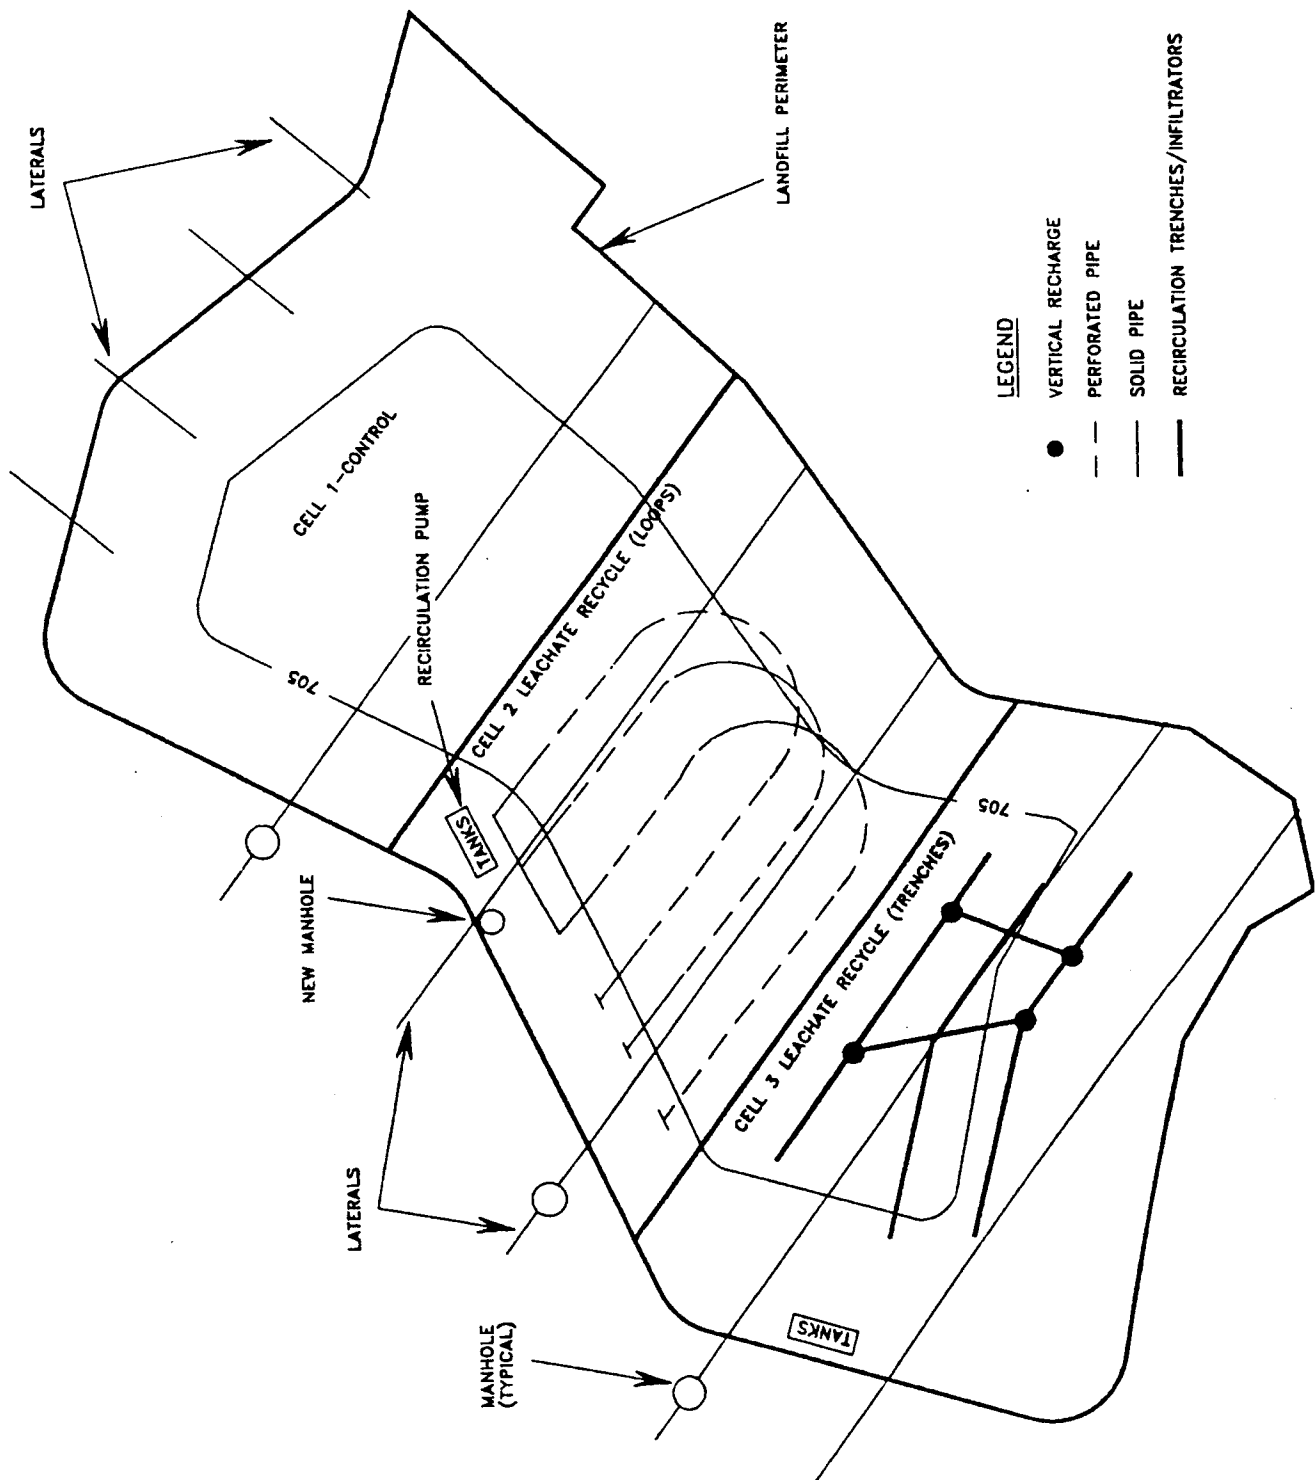 LATERALS
LANDFILL PERIMETER
CELL 1-CONTROL
RECIRCULATION PUMP
705
CELL 2 LEACHATE RECYCLE (LOOPS)
TANKS
NEW MANHOLE
LATERALS
705
CELL 3 LEACHATE RECYCLE (TRENCHES)
MANHOLE
(TYPICAL)
TANKS
LEGEND
VERTICAL RECHARGE
PERFORATED PIPE
SOLID PIPE
RECIRCULATION TRENCHES/INFILTRATORS